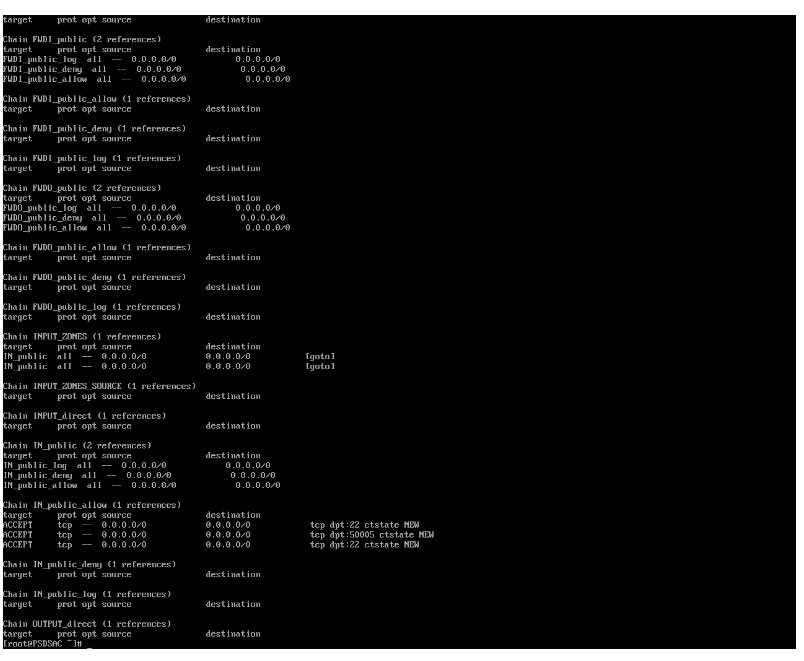 target     prot opt source               destination

Chain FWDI_public (2 references)
target     prot opt source               destination
FWDI_public_log  all  --  0.0.0.0/0            0.0.0.0/0
FWDI_public_deny  all  --  0.0.0.0/0            0.0.0.0/0
FWDI_public_allow  all  --  0.0.0.0/0            0.0.0.0/0

Chain FWDI_public_allow (1 references)
target     prot opt source               destination

Chain FWDI_public_deny (1 references)
target     prot opt source               destination

Chain FWDI_public_log (1 references)
target     prot opt source               destination

Chain FWDO_public (2 references)
target     prot opt source               destination
FWDO_public_log  all  --  0.0.0.0/0            0.0.0.0/0
FWDO_public_deny  all  --  0.0.0.0/0            0.0.0.0/0
FWDO_public_allow  all  --  0.0.0.0/0            0.0.0.0/0

Chain FWDO_public_allow (1 references)
target     prot opt source               destination

Chain FWDO_public_deny (1 references)
target     prot opt source               destination

Chain FWDO_public_log (1 references)
target     prot opt source               destination

Chain INPUT_ZONES (1 references)
target     prot opt source               destination
IN_public  all  --  0.0.0.0/0            0.0.0.0/0           [goto]
IN_public  all  --  0.0.0.0/0            0.0.0.0/0           [goto]

Chain INPUT_ZONES_SOURCE (1 references)
target     prot opt source               destination

Chain INPUT_direct (1 references)
target     prot opt source               destination

Chain IN_public (2 references)
target     prot opt source               destination
IN_public_log  all  --  0.0.0.0/0            0.0.0.0/0
IN_public_deny  all  --  0.0.0.0/0            0.0.0.0/0
IN_public_allow  all  --  0.0.0.0/0            0.0.0.0/0

Chain IN_public_allow (1 references)
target     prot opt source               destination
ACCEPT     tcp  --  0.0.0.0/0            0.0.0.0/0            tcp dpt:22 ctstate NEW
ACCEPT     tcp  --  0.0.0.0/0            0.0.0.0/0            tcp dpt:50005 ctstate NEW
ACCEPT     tcp  --  0.0.0.0/0            0.0.0.0/0            tcp dpt:22 ctstate NEW

Chain IN_public_deny (1 references)
target     prot opt source               destination

Chain IN_public_log (1 references)
target     prot opt source               destination

Chain OUTPUT_direct (1 references)
target     prot opt source               destination
[root@PSDSAC ~]#